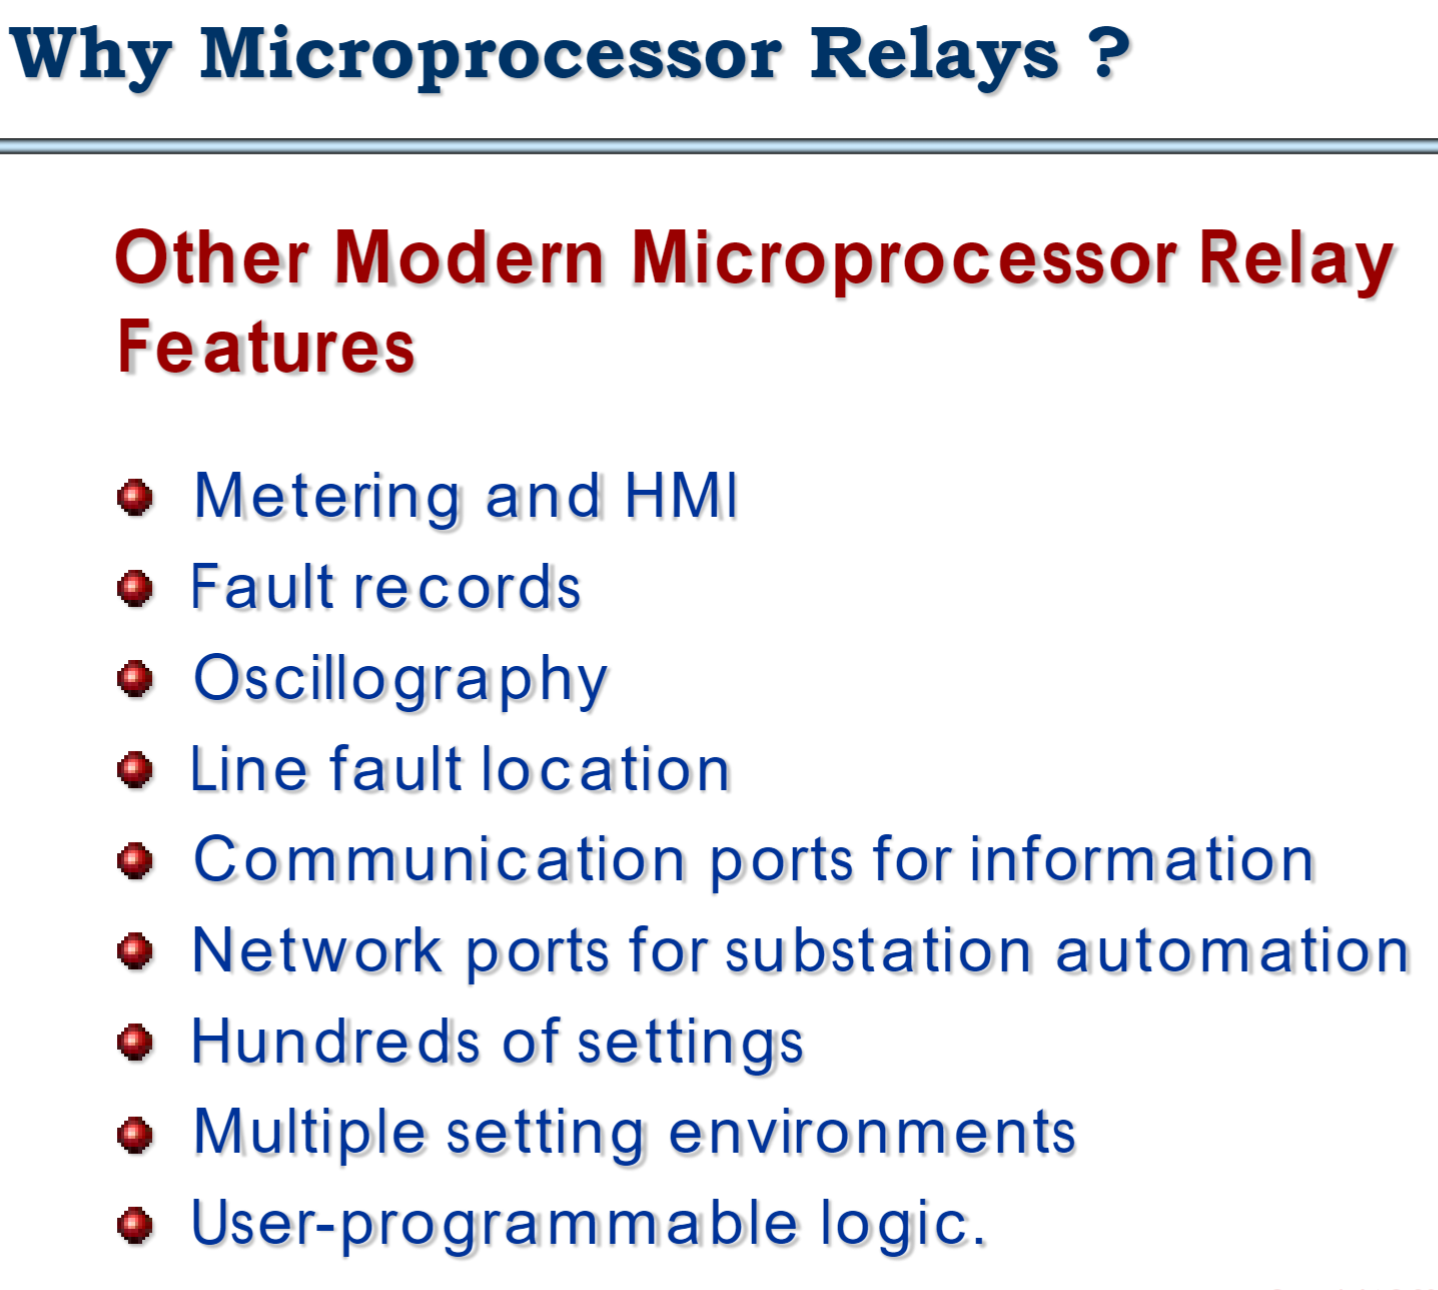 Why Microprocessor Relays ?
Other Modern Microprocessor Relay
Features
Metering and HMI
Fault records
Oscillography
Line fault location
Communication ports for information
Network ports for substation automation
Hundreds of settings
Multiple setting environments
User-programmable logic.